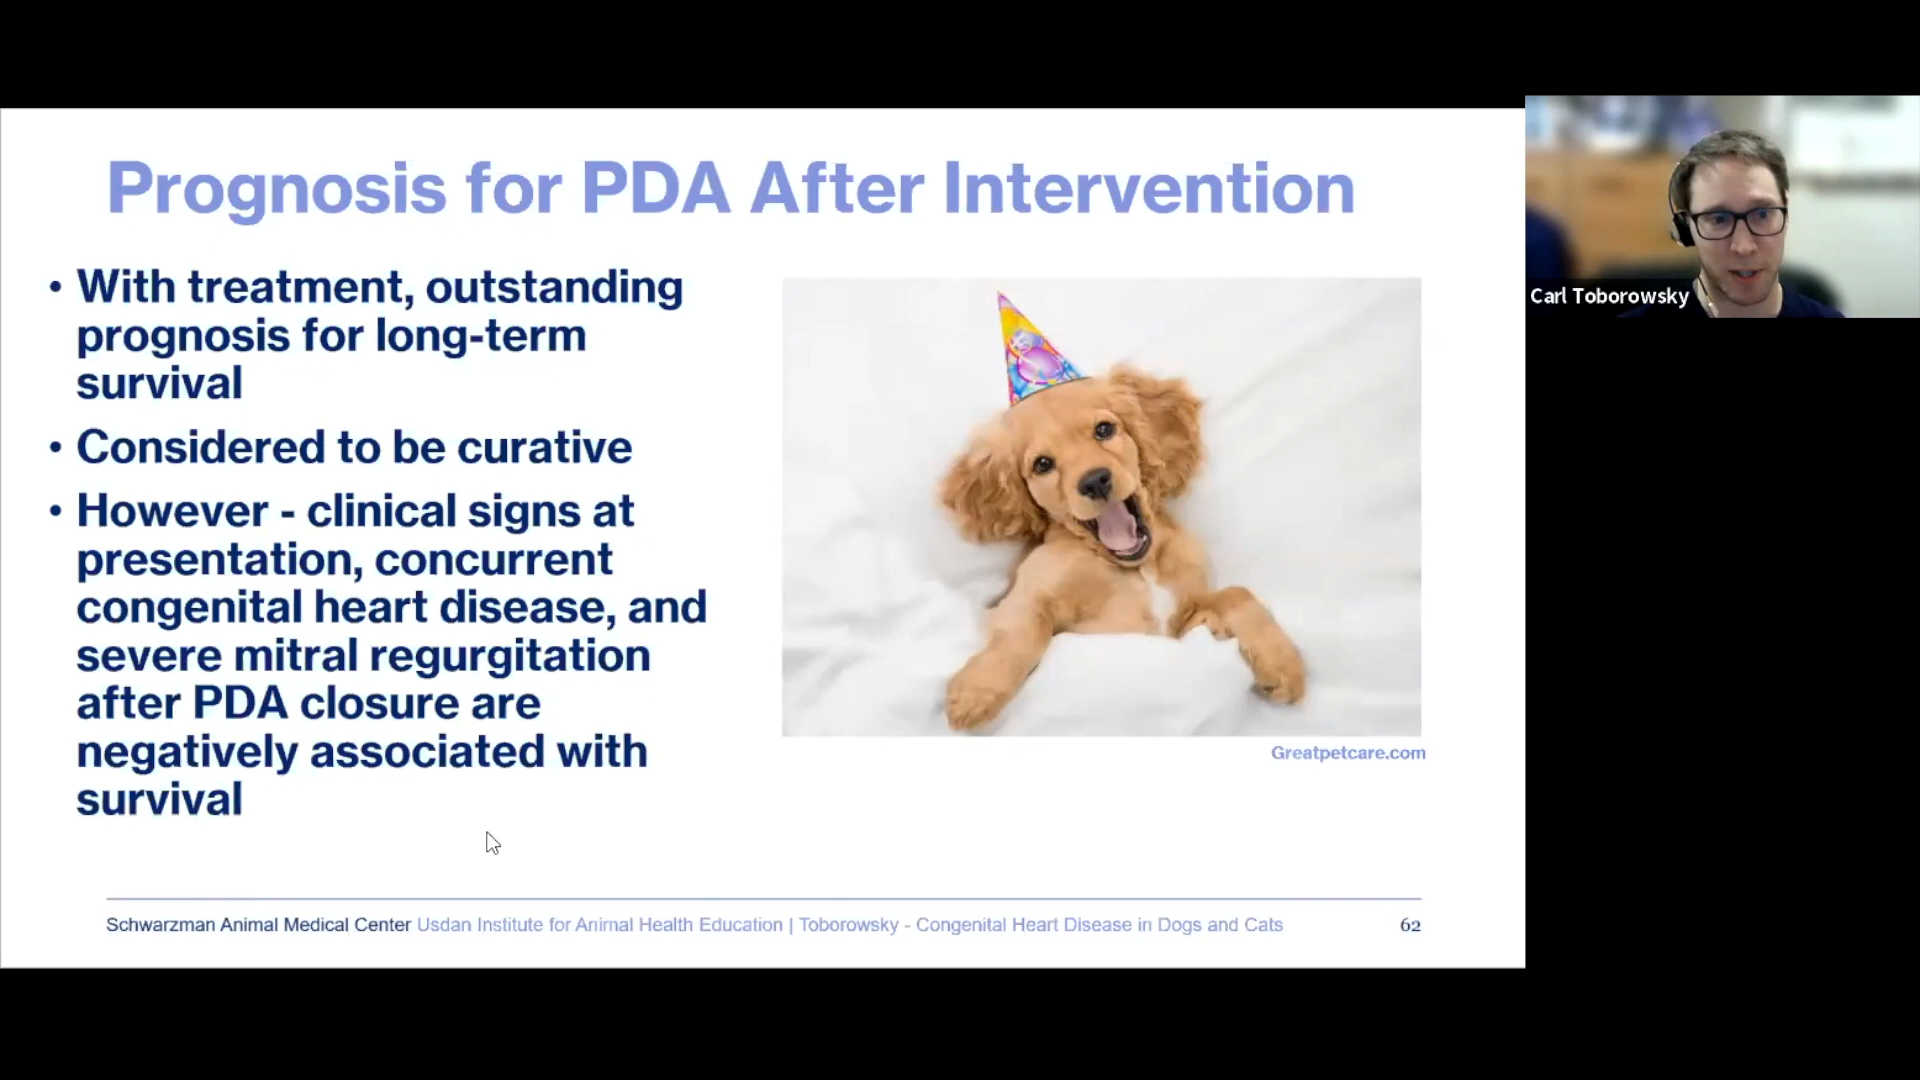 Prognosis for PDA After Intervention
• With treatment, outstanding
prognosis for long-term
survival
• Considered to be curative
• However - clinical signs at
presentation, concurrent
congenital heart disease, and
severe mitral regurgitation
after PDA closure are
negatively associated with
survival
Greatpetcare.com
Schwarzman Animal Medical Center Usdan Institute for Animal Health Education | Toborowsky - Congenital Heart Disease in Dogs and Cats 62
Carl Toborowsky